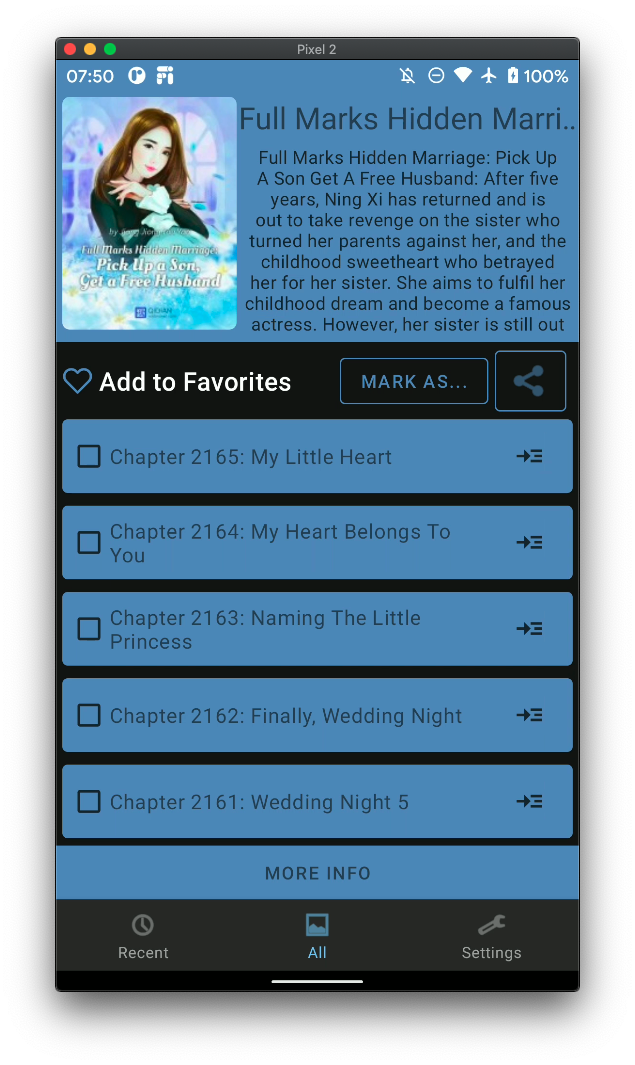 Pixel 2
07:50
100%
Full Marks Hidden Marri..
Full Marks Hidden Marriage: Pick Up
A Son Get A Free Husband: After five
years, Ning Xi has returned and is
out to take revenge on the sister who
turned her parents against her, and the
childhood sweetheart who betrayed
her for her sister. She aims to fulfil her
childhood dream and become a famous
actress. However, her sister is still out
by Jiong Jiong
Full Marks Hidden Marriage:
Pick Up a Son,
Get a Free Husband
Add to Favorites
MARK AS...
Chapter 2165: My Little Heart
Chapter 2164: My Heart Belongs To
You
Chapter 2163: Naming The Little
Princess
Chapter 2162: Finally, Wedding Night
Chapter 2161: Wedding Night 5
MORE INFO
Recent
All
Settings